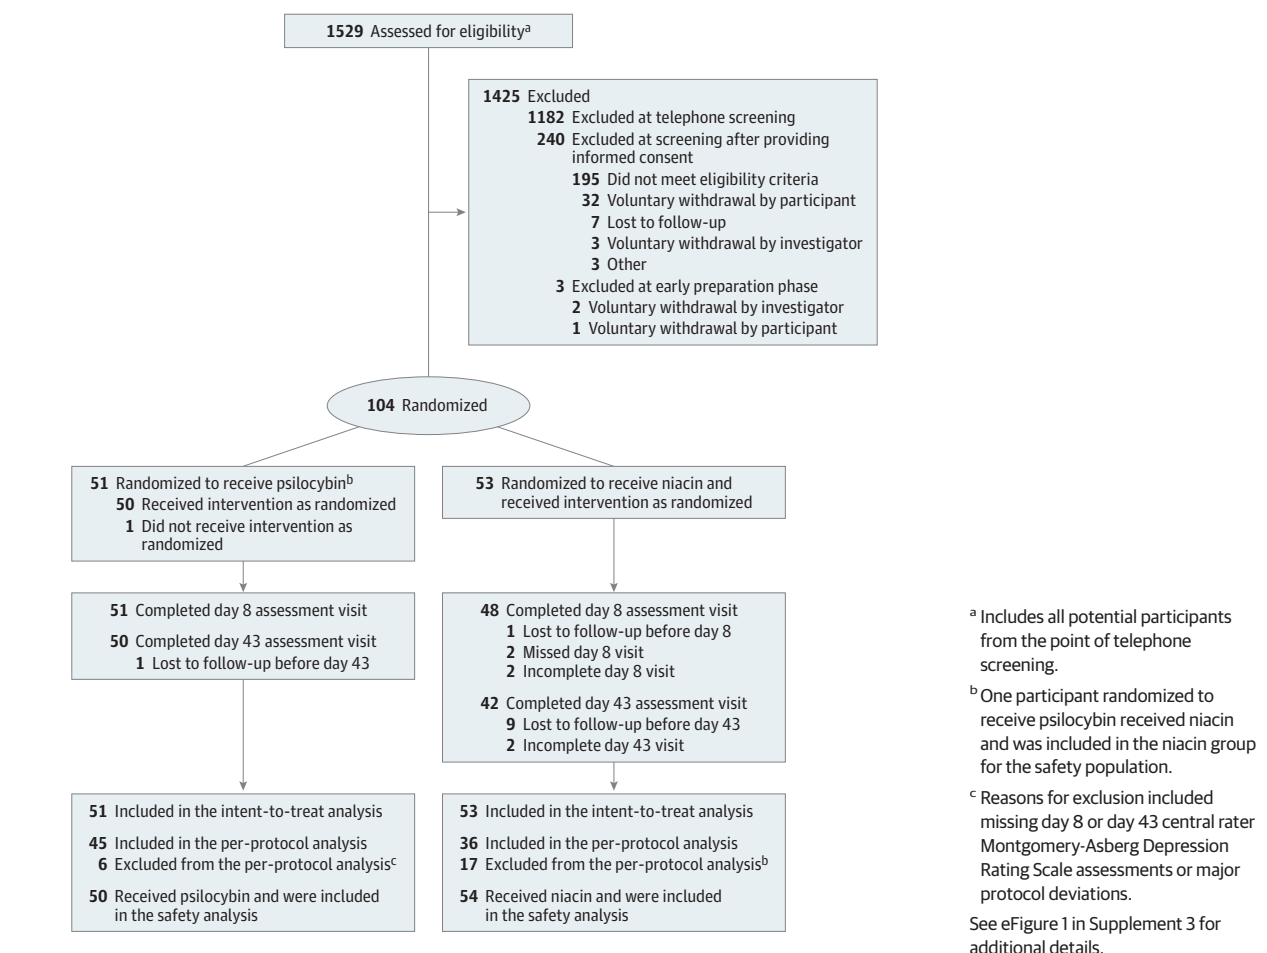 1529 Assessed for eligibilityᵃ
1425 Excluded
1182 Excluded at telephone screening
240 Excluded at screening after providing
informed consent
195 Did not meet eligibility criteria
32 Voluntary withdrawal by participant
7 Lost to follow-up
3 Voluntary withdrawal by investigator
3 Other
3 Excluded at early preparation phase
2 Voluntary withdrawal by investigator
1 Voluntary withdrawal by participant
104 Randomized
51 Randomized to receive psilocybinᵇ
50 Received intervention as randomized
1 Did not receive intervention as
randomized
53 Randomized to receive niacin and
received intervention as randomized
51 Completed day 8 assessment visit
50 Completed day 43 assessment visit
1 Lost to follow-up before day 43
48 Completed day 8 assessment visit
1 Lost to follow-up before day 8
2 Missed day 8 visit
2 Incomplete day 8 visit
42 Completed day 43 assessment visit
9 Lost to follow-up before day 43
2 Incomplete day 43 visit
51 Included in the intent-to-treat analysis
45 Included in the per-protocol analysis
6 Excluded from the per-protocol analysisᶜ
50 Received psilocybin and were included
in the safety analysis
53 Included in the intent-to-treat analysis
36 Included in the per-protocol analysis
17 Excluded from the per-protocol analysisᵇ
54 Received niacin and were included
in the safety analysis
ᵃ Includes all potential participants
from the point of telephone
screening.
ᵇ One participant randomized to
receive psilocybin received niacin
and was included in the niacin group
for the safety population.
ᶜ Reasons for exclusion included
missing day 8 or day 43 central rater
Montgomery-Asberg Depression
Rating Scale assessments or major
protocol deviations.
See eFigure 1 in Supplement 3 for
additional details.